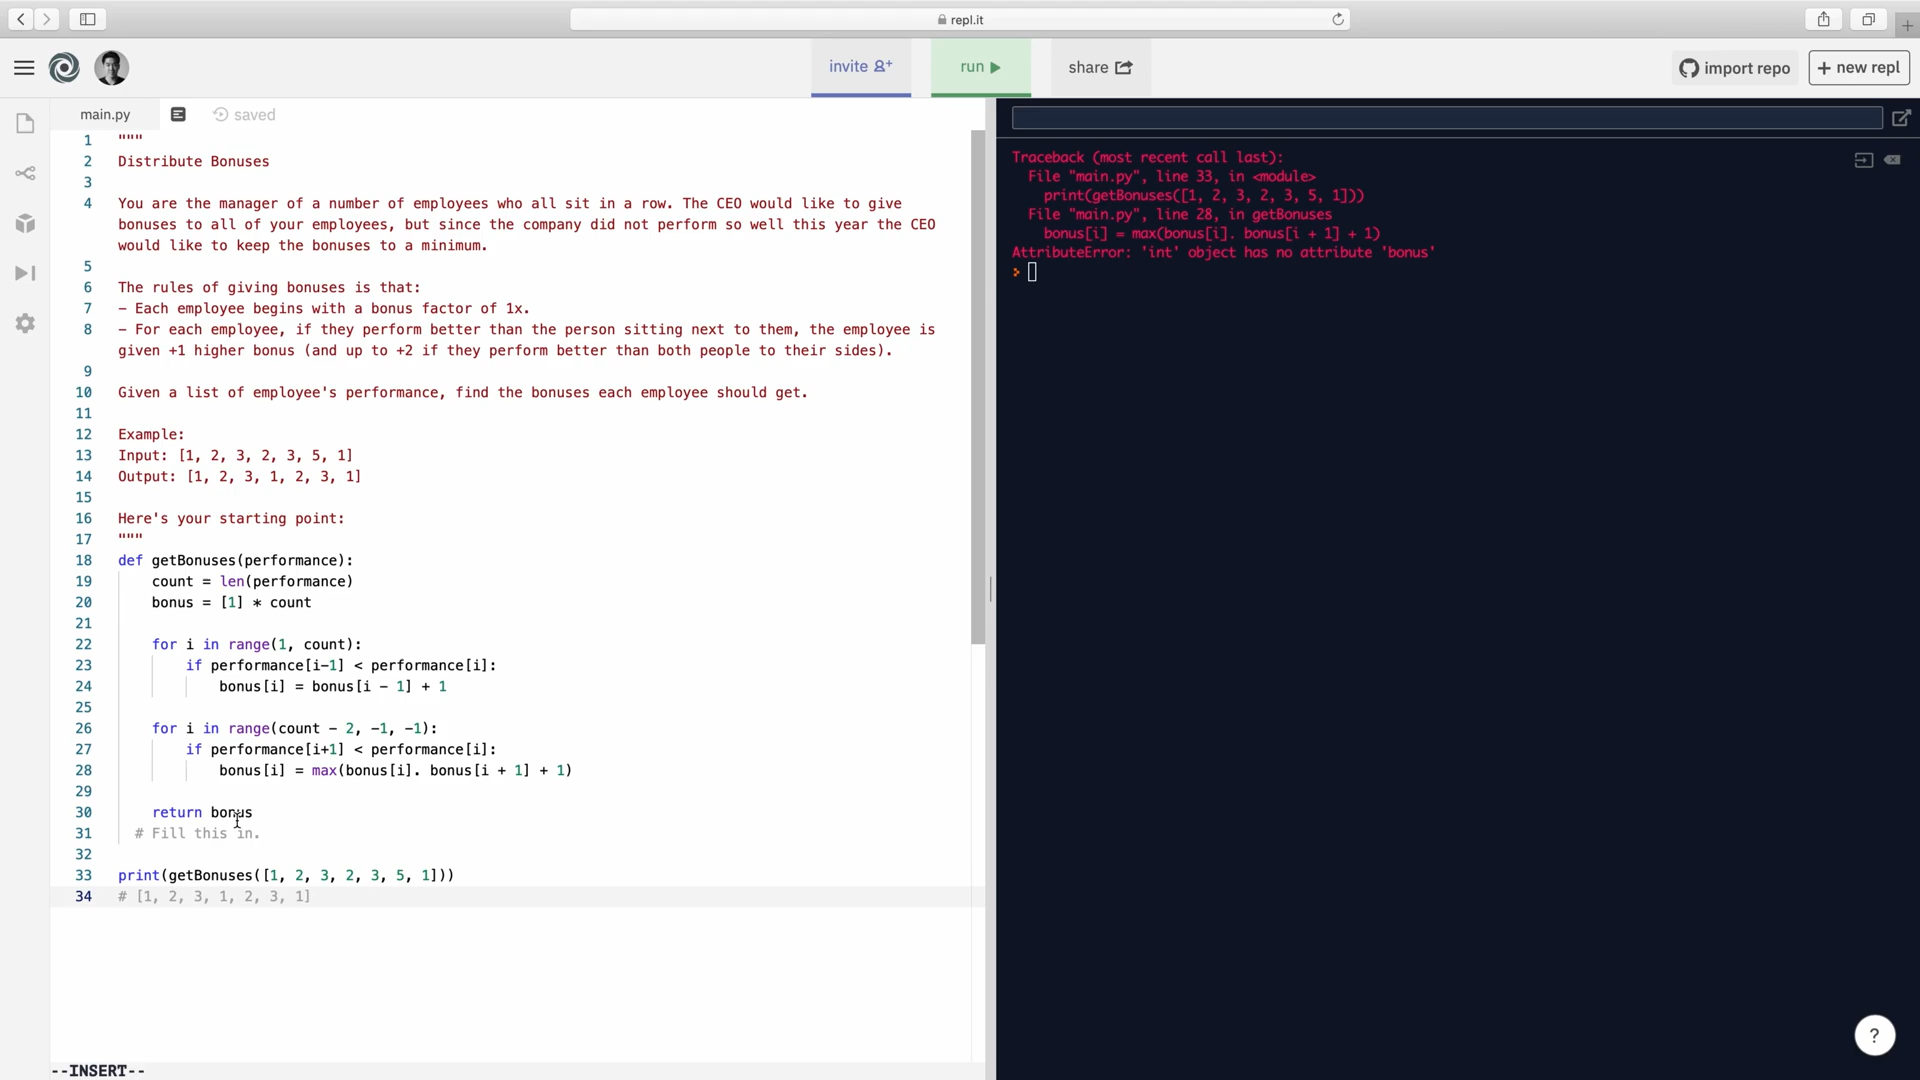 repl.it
invite
run
share
import repo
+ new repl
main.py
saved
1 """
2 Distribute Bonuses
3
4 You are the manager of a number of employees who all sit in a row. The CEO would like to give
bonuses to all of your employees, but since the company did not perform so well this year the CEO
would like to keep the bonuses to a minimum.
5
6 The rules of giving bonuses is that:
7 - Each employee begins with a bonus factor of 1x.
8 - For each employee, if they perform better than the person sitting next to them, the employee is
given +1 higher bonus (and up to +2 if they perform better than both people to their sides).
9
10 Given a list of employee's performance, find the bonuses each employee should get.
11
12 Example:
13 Input: [1, 2, 3, 2, 3, 5, 1]
14 Output: [1, 2, 3, 1, 2, 3, 1]
15
16 Here's your starting point:
17 """
18 def getBonuses(performance):
19 count = len(performance)
20 bonus = [1] * count
21
22 for i in range(1, count):
23 if performance[i-1] < performance[i]:
24 bonus[i] = bonus[i - 1] + 1
25
26 for i in range(count - 2, -1, -1):
27 if performance[i+1] < performance[i]:
28 bonus[i] = max(bonus[i]. bonus[i + 1] + 1)
29
30 return bonus
31 # Fill this in.
32
33 print(getBonuses([1, 2, 3, 2, 3, 5, 1]))
34 # [1, 2, 3, 1, 2, 3, 1]
--INSERT--
Traceback (most recent call last):
File "main.py", line 33, in <module>
print(getBonuses([1, 2, 3, 2, 3, 5, 1]))
File "main.py", line 28, in getBonuses
bonus[i] = max(bonus[i]. bonus[i + 1] + 1)
AttributeError: 'int' object has no attribute 'bonus'
?